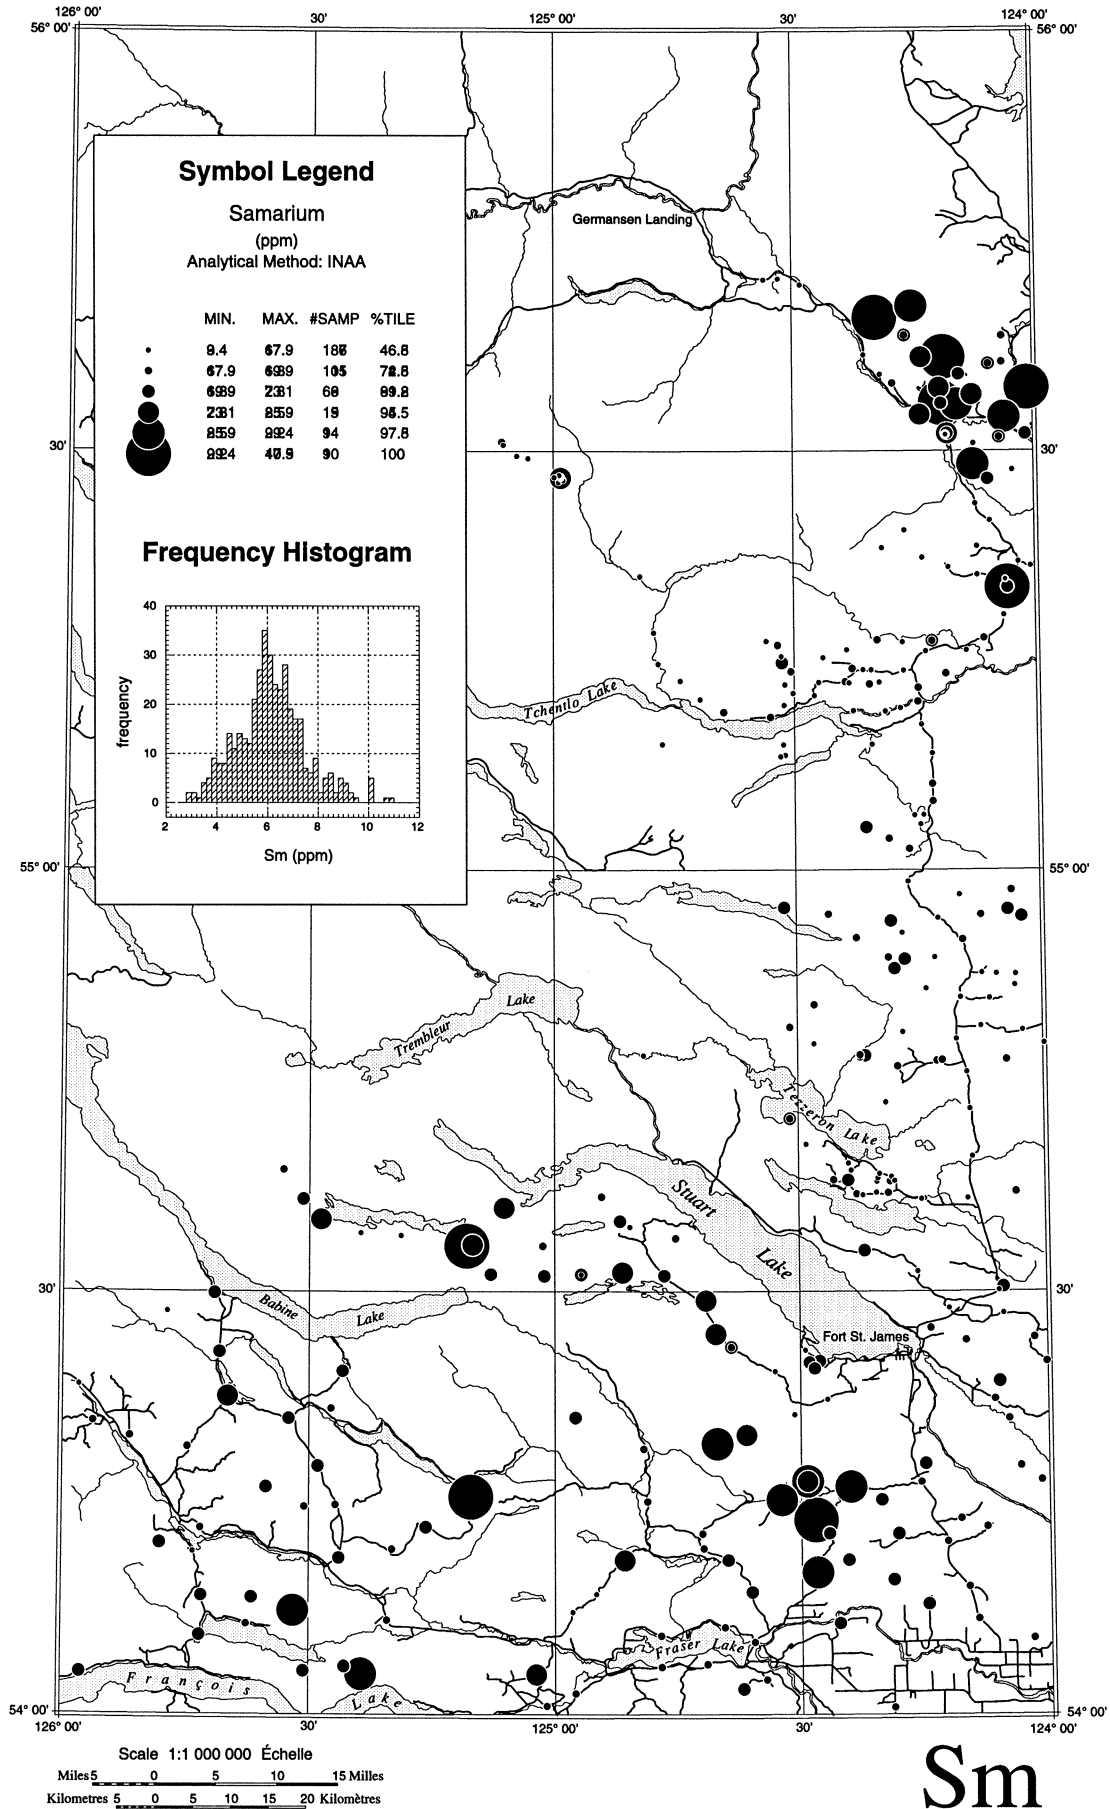 126° 00' 30' 125° 00' 30' 124° 00'
56° 00' 56° 00'
Symbol Legend
Samarium
(ppm)
Analytical Method: INAA
MIN. MAX. #SAMP %TILE
97.5
100
Germansen Landing
30' 30'
Frequency Histogram
40
30
20
10
0
frequency
2 4 6 8 10 12
Sm (ppm)
Tchentlo Lake
55° 00' 55° 00'
Trembleur Lake
Tezzeron Lake
Stuart Lake
30' 30'
Babine Lake
Fort St. James
Fraser Lake
François Lake
54° 00' 54° 00'
126° 00' 30' 125° 00' 30' 124° 00'
Scale 1:1 000 000 Échelle
Miles 5 0 5 10 15 Milles
Kilometres 5 0 5 10 15 20 Kilomètres
Sm